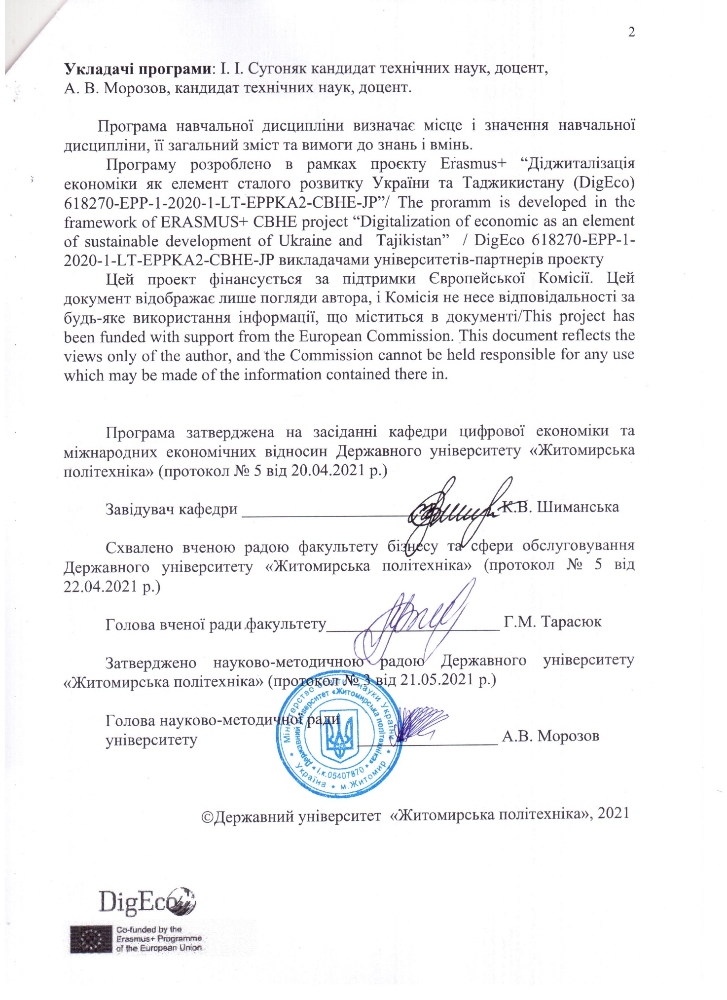 2
Укладачі програми: І. І. Сугоняк кандидат технічних наук, доцент,
А. В. Морозов, кандидат технічних наук, доцент.
Програма навчальної дисципліни визначає місце і значення навчальної
дисципліни, її загальний зміст та вимоги до знань і вмінь.
Програму розроблено в рамках проєкту Erasmus+ “Діджиталізація
економіки як елемент сталого розвитку України та Таджикистану (DigEco)
618270-EPP-1-2020-1-LT-EPPKA2-CBHE-JP”/ The proramm is developed in the
framework of ERASMUS+ CBHE project “Digitalization of economic as an element
of sustainable development of Ukraine and Tajikistan” / DigEco 618270-EPP-1-
2020-1-LT-EPPKA2-CBHE-JP викладачами університетів-партнерів проекту
Цей проект фінансується за підтримки Європейської Комісії. Цей
документ відображає лише погляди автора, і Комісія не несе відповідальності за
будь-яке використання інформації, що міститься в документі/This project has
been funded with support from the European Commission. This document reflects the
views only of the author, and the Commission cannot be held responsible for any use
which may be made of the information contained there in.
Програма затверджена на засіданні кафедри цифрової економіки та
міжнародних економічних відносин Державного університету «Житомирська
політехніка» (протокол № 5 від 20.04.2021 р.)
Завідувач кафедри ______ К.В. Шиманська
Схвалено вченою радою факультету бізнесу та сфери обслуговування
Державного університету «Житомирська політехніка» (протокол № 5 від
22.04.2021 р.)
Голова вченої ради факультету______ Г.М. Тарасюк
Затверджено науково-методичною радою Державного університету
«Житомирська політехніка» (протокол № 3 від 21.05.2021 р.)
Голова науково-методичної ради
університету ______ А.В. Морозов
Міністерство освіти і науки України
Державний університет «Житомирська політехніка»
* і.к.05407870 *
* Україна * м.Житомир *
©Державний університет «Житомирська політехніка», 2021
DigEco
Co-funded by the
Erasmus+ Programme
of the European Union